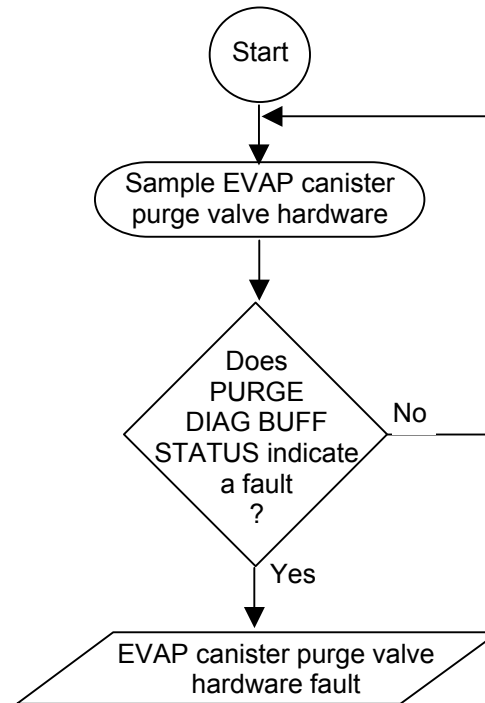 Start
Sample EVAP canister
purge valve hardware
Does
PURGE
DIAG BUFF
STATUS indicate
a fault
?
No
Yes
EVAP canister purge valve
hardware fault